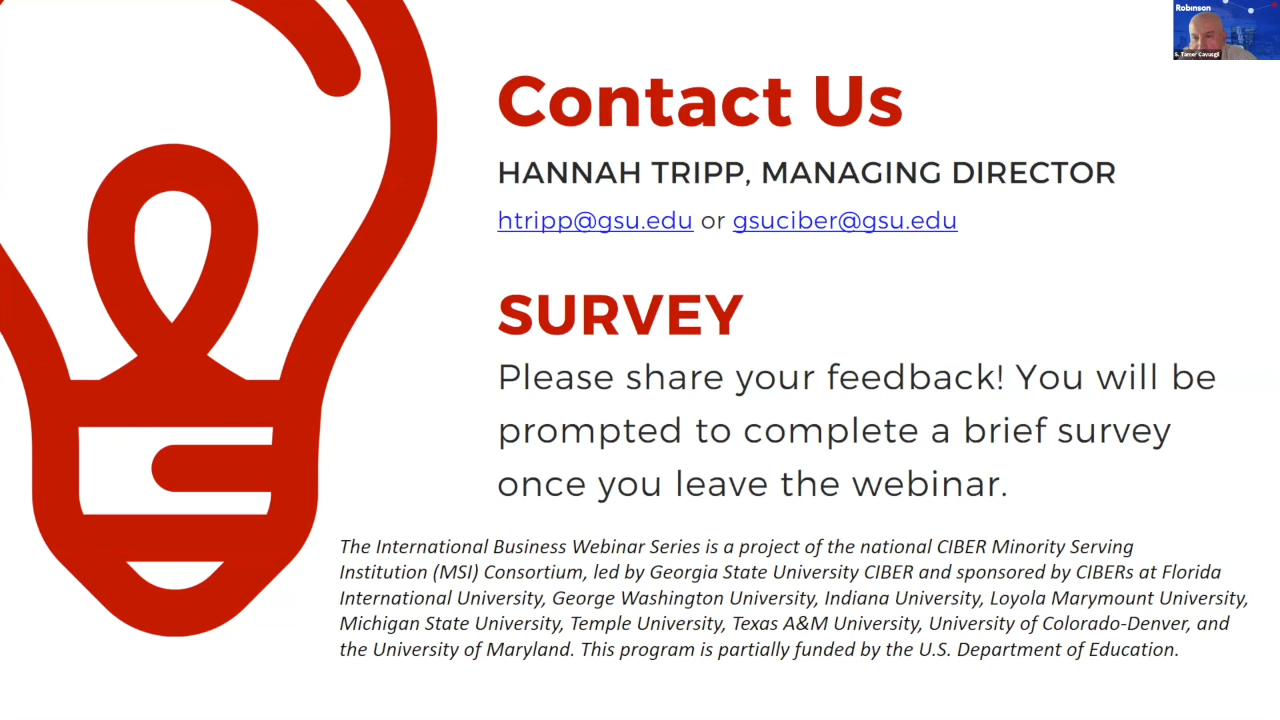 Robinson
S. Tamer Cavusgil
Contact Us
HANNAH TRIPP, MANAGING DIRECTOR
htripp@gsu.edu or gsuciber@gsu.edu
SURVEY
Please share your feedback! You will be
prompted to complete a brief survey
once you leave the webinar.
The International Business Webinar Series is a project of the national CIBER Minority Serving
Institution (MSI) Consortium, led by Georgia State University CIBER and sponsored by CIBERs at Florida
International University, George Washington University, Indiana University, Loyola Marymount University,
Michigan State University, Temple University, Texas A&M University, University of Colorado-Denver, and
the University of Maryland. This program is partially funded by the U.S. Department of Education.